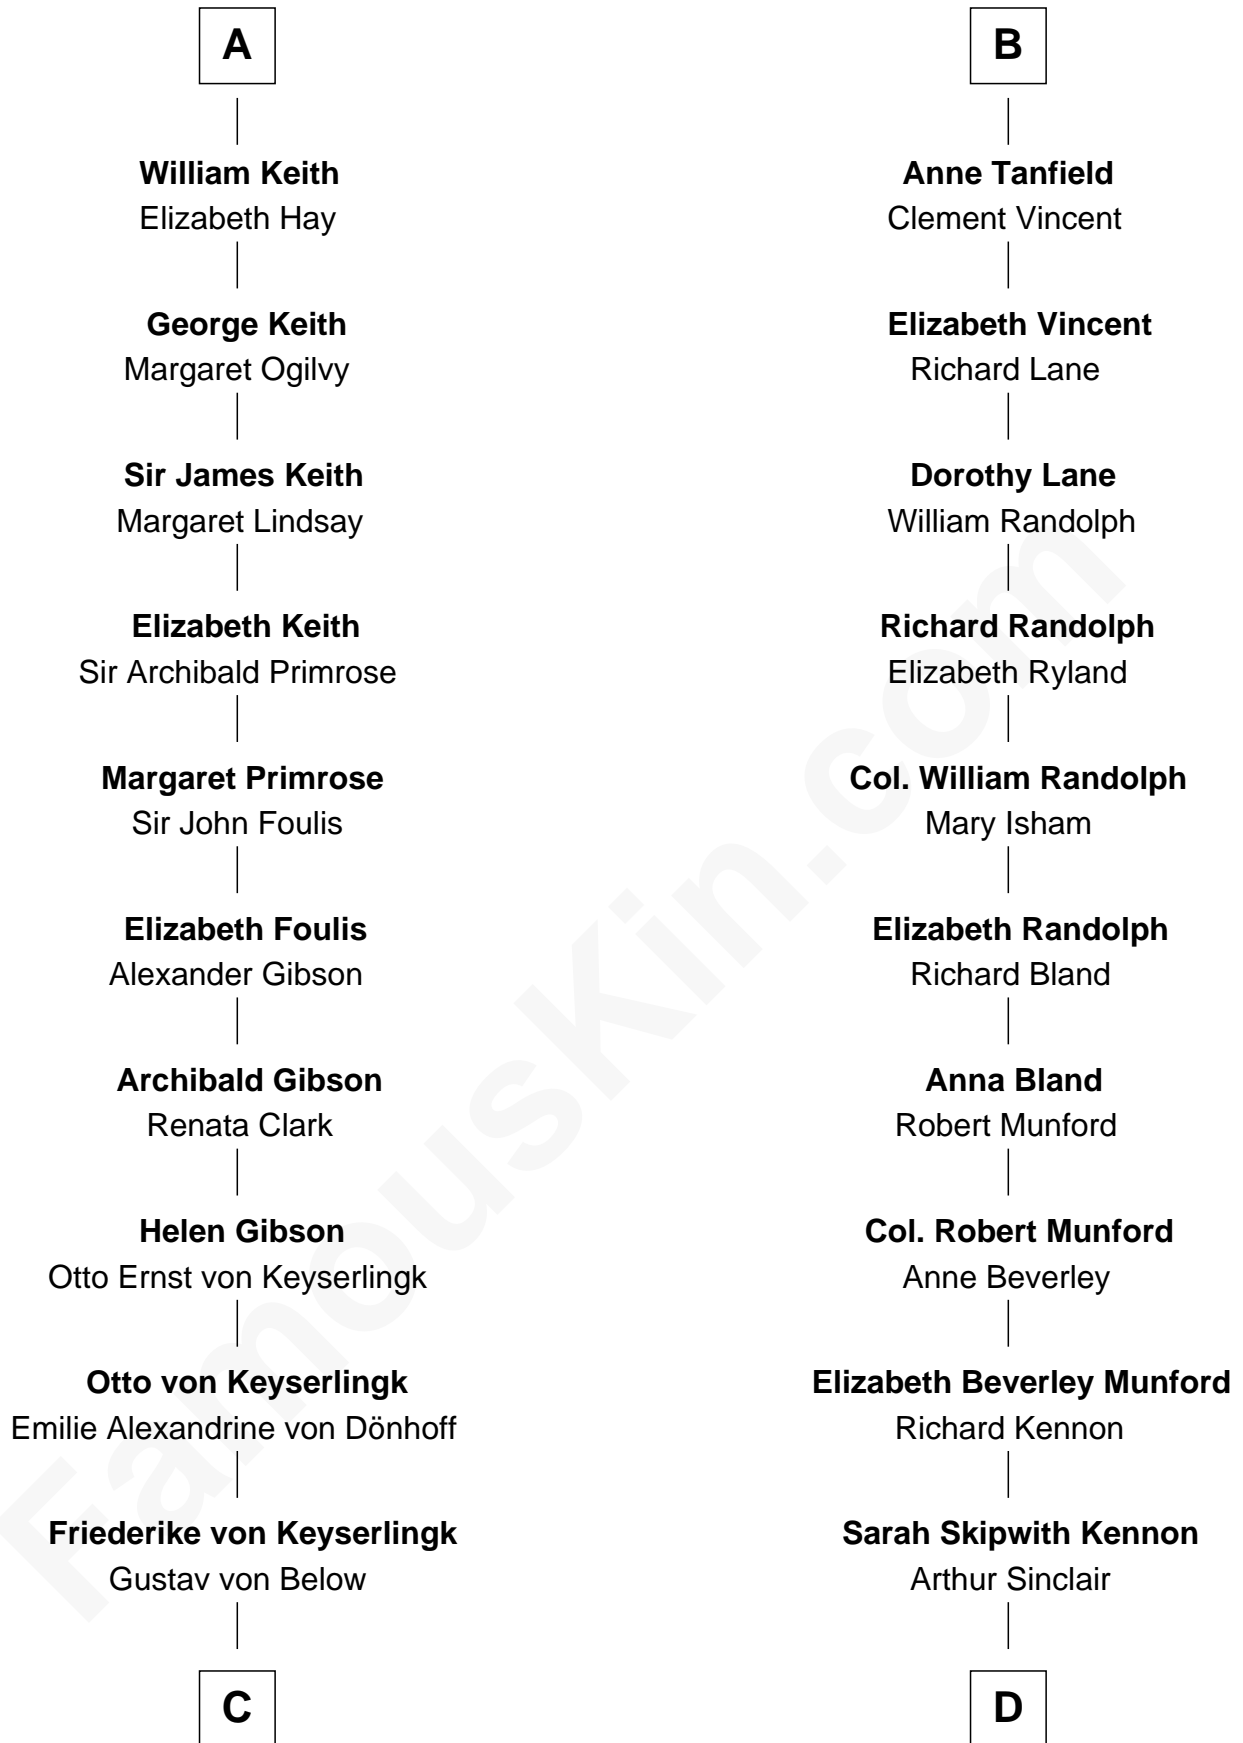 A
William Keith
Elizabeth Hay
George Keith
Margaret Ogilvy
Sir James Keith
Margaret Lindsay
Elizabeth Keith
Sir Archibald Primrose
Margaret Primrose
Sir John Foulis
Elizabeth Foulis
Alexander Gibson
Archibald Gibson
Renata Clark
Helen Gibson
Otto Ernst von Keyserlingk
Otto von Keyserlingk
Emilie Alexandrine von Dönhoff
Friederike von Keyserlingk
Gustav von Below
C
B
Anne Tanfield
Clement Vincent
Elizabeth Vincent
Richard Lane
Dorothy Lane
William Randolph
Richard Randolph
Elizabeth Ryland
Col. William Randolph
Mary Isham
Elizabeth Randolph
Richard Bland
Anna Bland
Robert Munford
Col. Robert Munford
Anne Beverley
Elizabeth Beverley Munford
Richard Kennon
Sarah Skipwith Kennon
Arthur Sinclair
D
FamousKin.com